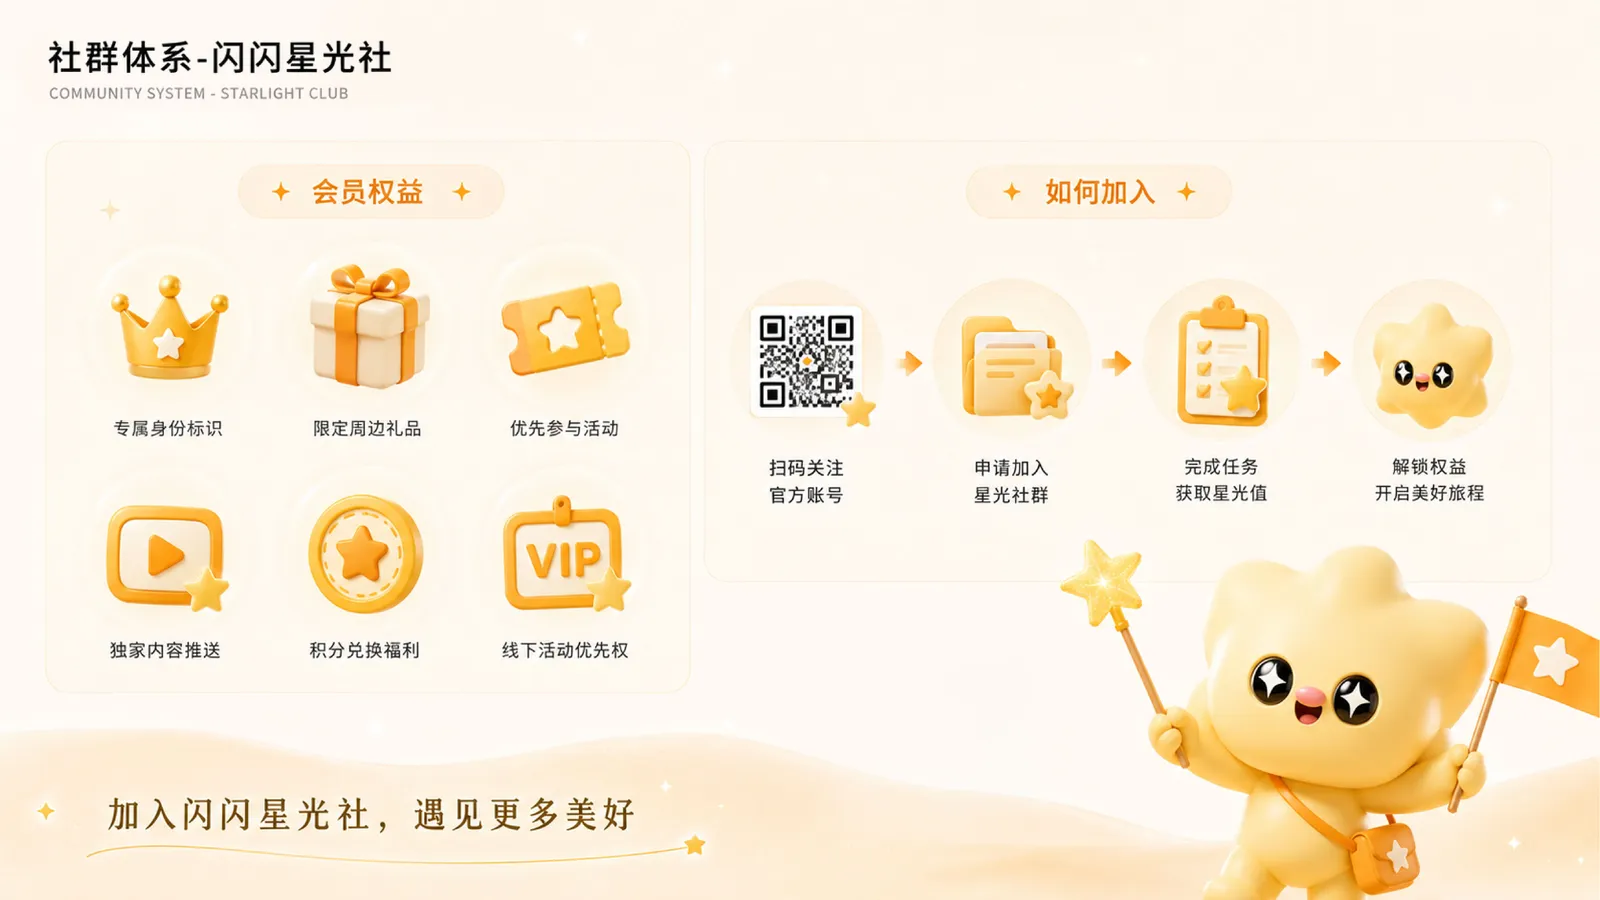 社群体系-闪闪星光社
COMMUNITY SYSTEM - STARLIGHT CLUB
会员权益
专属身份标识
限定周边礼品
优先参与活动
独家内容推送
积分兑换福利
VIP
线下活动优先权
如何加入
扫码关注
官方账号
申请加入
星光社群
完成任务
获取星光值
解锁权益
开启美好旅程
加入闪闪星光社，遇见更多美好